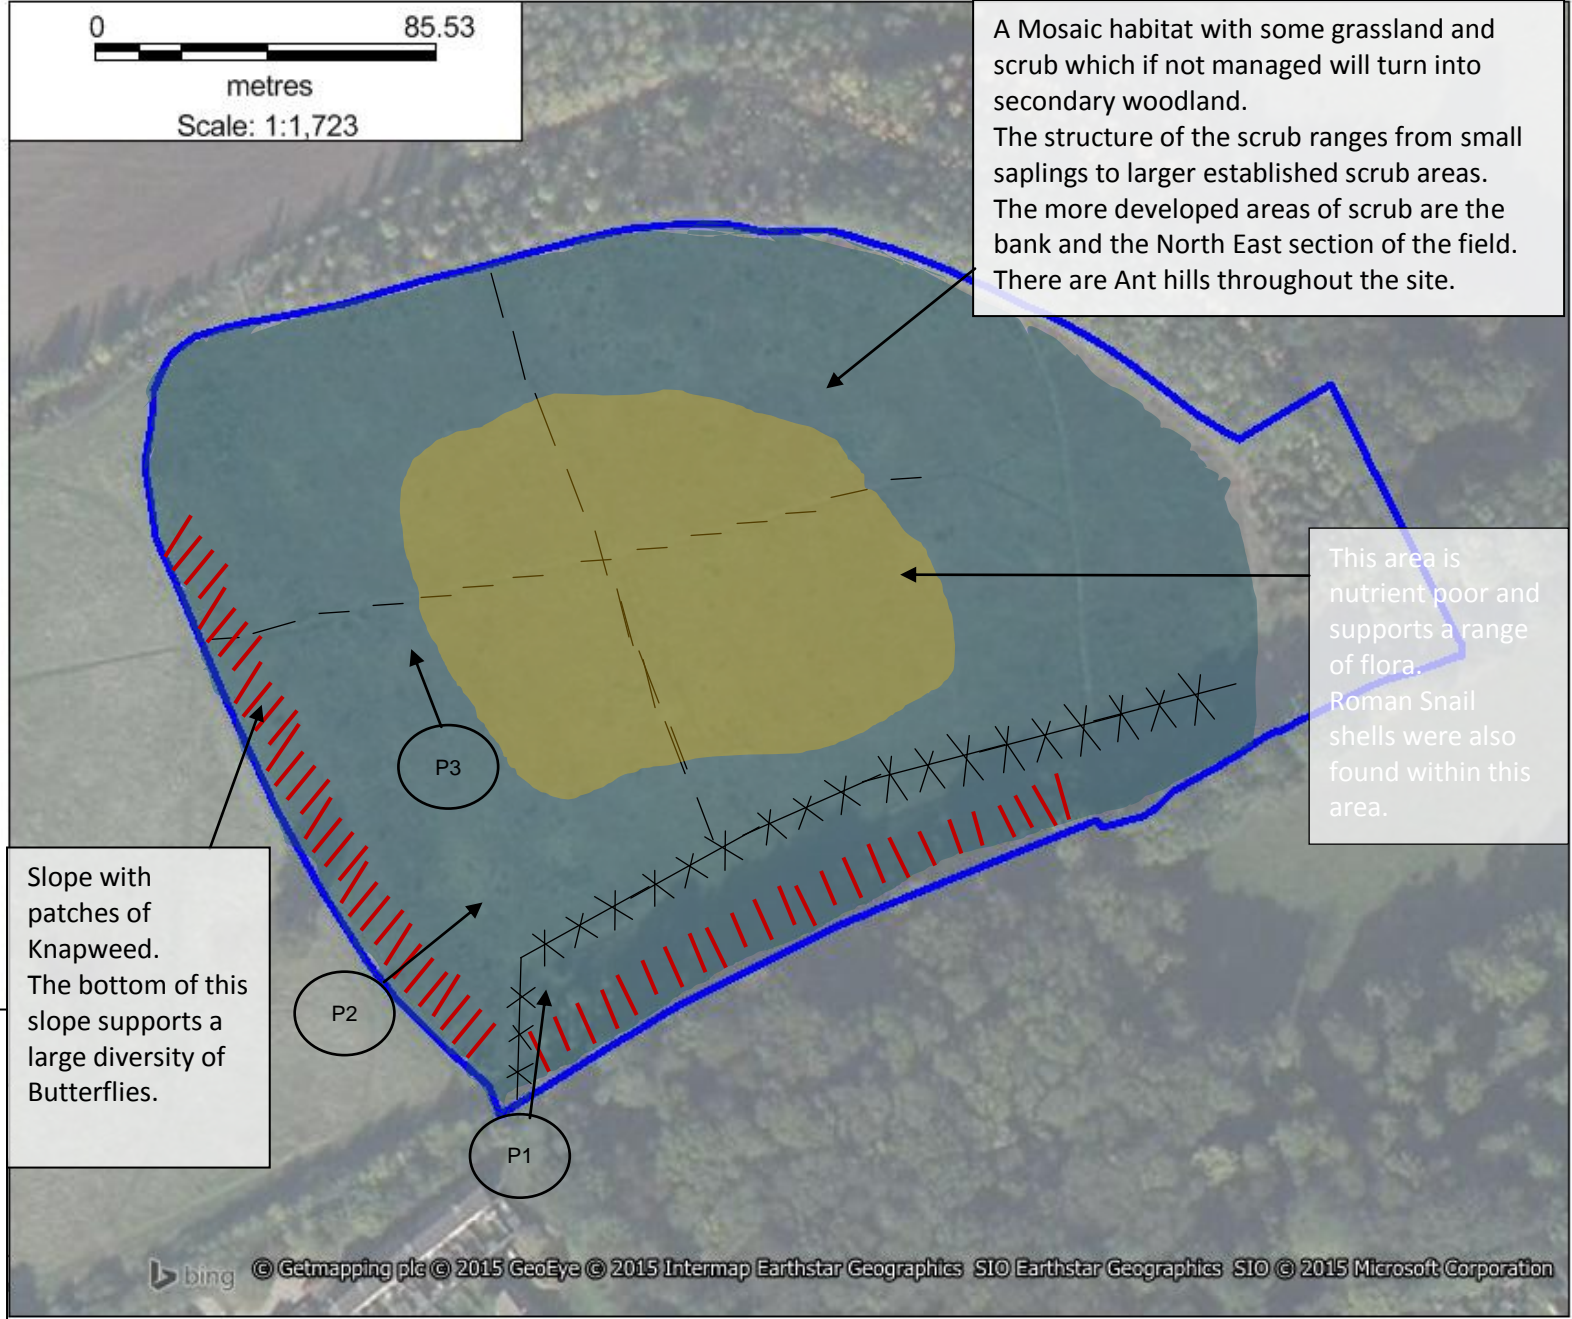 0 85.53
metres
Scale: 1:1,723
A Mosaic habitat with some grassland and
scrub which if not managed will turn into
secondary woodland.
The structure of the scrub ranges from small
saplings to larger established scrub areas.
The more developed areas of scrub are the
bank and the North East section of the field.
There are Ant hills throughout the site.
This area is
nutrient poor and
supports a range
of flora.
Roman Snail
shells were also
found within this
area.
P3
Slope with
patches of
Knapweed.
The bottom of this
slope supports a
large diversity of
Butterflies.
P2
P1
bing © Getmapping plc © 2015 GeoEye © 2015 Intermap Earthstar Geographics SIO Earthstar Geographics SIO © 2015 Microsoft Corporation